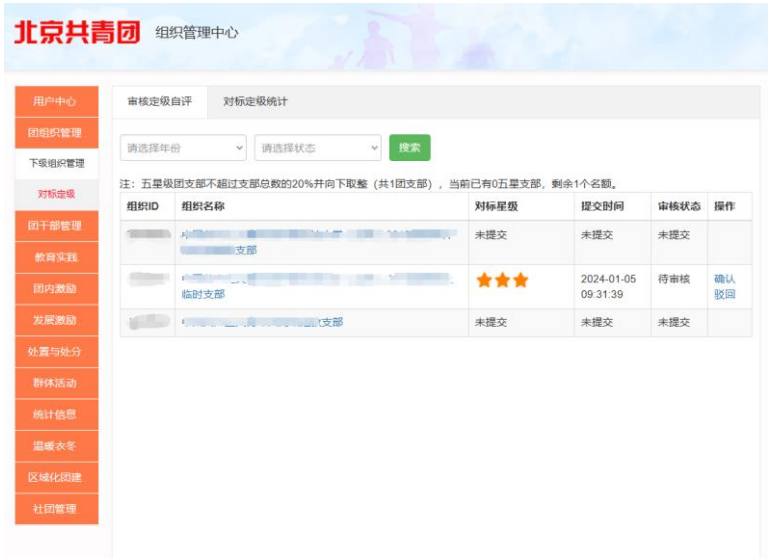 北京共青团 组织管理中心
用户中心
团组织管理
下级组织管理
对标定级
团干部管理
教育实践
团内激励
发展激励
处置与处分
群体活动
统计信息
温暖衣冬
区域化团建
社团管理
审核定级自评 对标定级统计
请选择年份 请选择状态 搜索
注：五星级团支部不超过支部总数的20%并向下取整（共1团支部），当前已有0五星支部，剩余1个名额。
组织ID 组织名称 对标星级 提交时间 审核状态 操作
未提交 未提交 未提交
支部
2024-01-05 待审核 确认
临时支部 09:31:39 驳回
支部 未提交 未提交 未提交